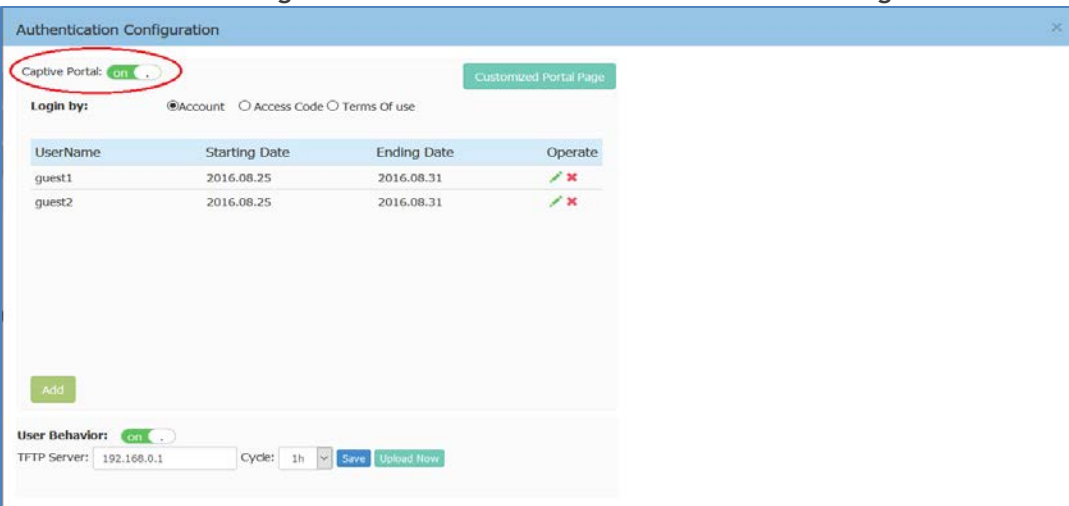 Authentication Configuration
Captive Portal: on
Customized Portal Page
Login by: Account Access Code Terms Of use
UserName Starting Date Ending Date Operate
guest1 2016.08.25 2016.08.31
guest2 2016.08.25 2016.08.31
Add
User Behavior: on
TFTP Server: 192.168.0.1 Cycle: 1h Save Upload Now